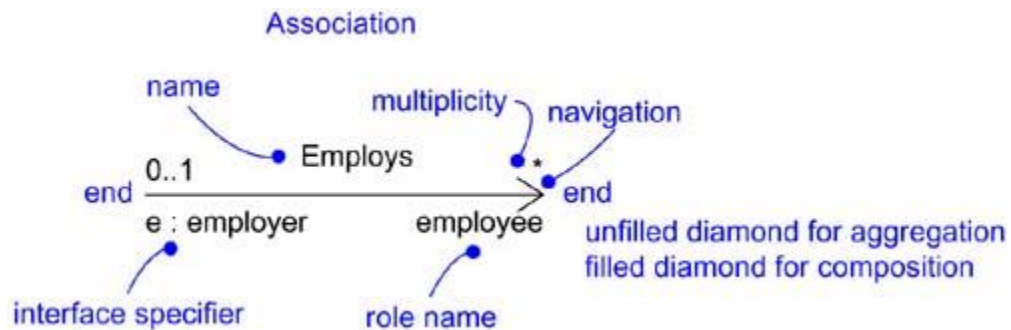 Association
name
multiplicity
navigation
0..1
Employs
*
end
end
e : employer
employee
unfilled diamond for aggregation
filled diamond for composition
interface specifier
role name